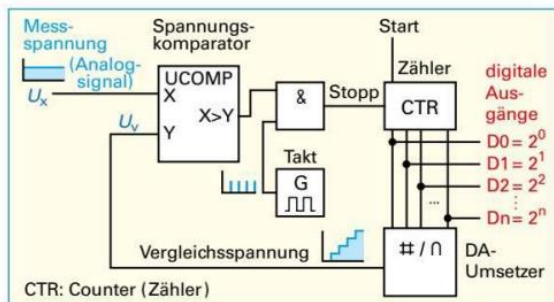 Mess-
spannung
(Analog-
signal)
Uₓ
Spannungs-
komparator
UCOMP
X
X>Y
Y
Uᵥ
&
Stopp
Takt
G
Start
Zähler
CTR
digitale
Aus-
gänge
D0 = 2⁰
D1 = 2¹
D2 = 2²
...
⋮
Dn = 2ⁿ
Vergleichsspannung
# / ∩
DA-
Umsetzer
CTR: Counter (Zähler)